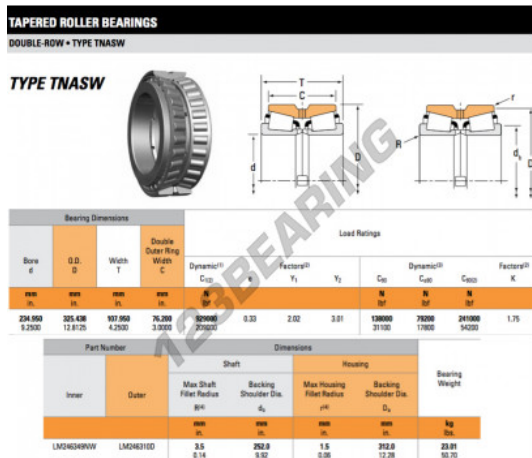 TAPERED ROLLER BEARINGS
DOUBLE-ROW • TYPE TNASW
TYPE TNASW
T
C
r
R
d
D
dₐ
D
123BEARING
Bearing Dimensions
Load Ratings
Bore d
O.D. D
Width T
Double Outer Ring Width C
Dynamic(1) C1(2)
Factors(2)
e
Y1
Y2
Dynamic(3)
C90
Ca90
C90(2)
Factors(2) K
mm mm mm mm N N N N
in. in. in. in. lbf lbf lbf lbf
234.950 325.438 107.950 76.200 929000 0.33 2.02 3.01 138000 79200 241000 1.75
9.2500 12.8125 4.2500 3.0000 209000 31100 17800 54200
Part Number
Dimensions
Bearing Weight
Shaft
Housing
Inner
Outer
Max Shaft Fillet Radius R(4)
Backing Shoulder Dia.
Max Housing Fillet Radius r(4)
Backing Shoulder Dia.
mm mm mm mm kg
in. in. in. in. lbs.
LM246349NW LM246310D 3.5 252.0 1.5 312.0 23.01
0.14 9.92 0.06 12.28 50.70